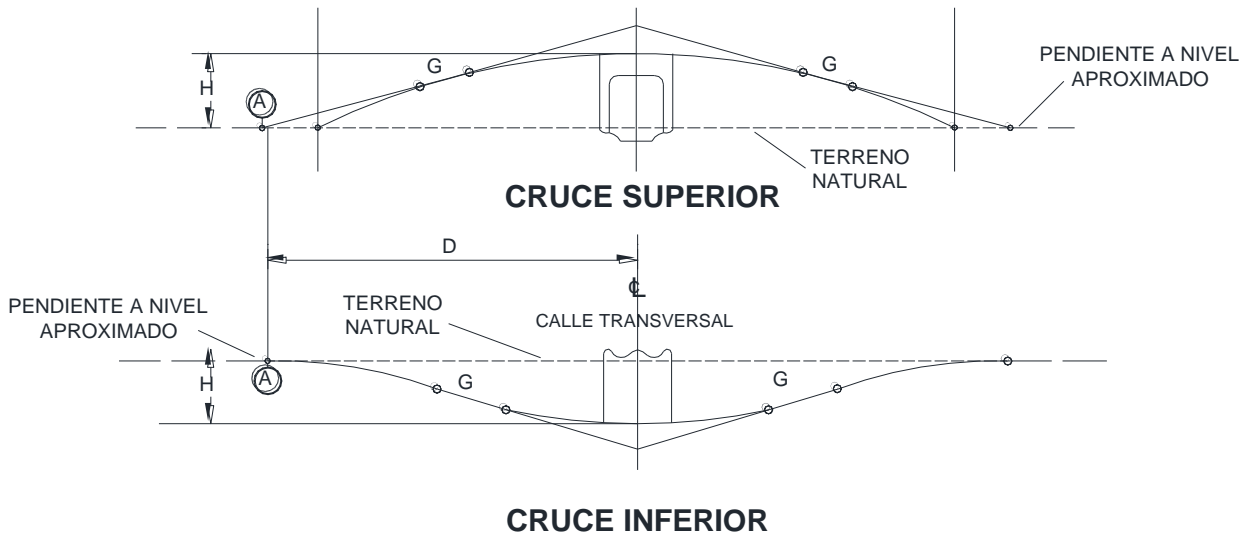 G
G
H
A
PENDIENTE A NIVEL
APROXIMADO
TERRENO
NATURAL
CRUCE SUPERIOR
D
PENDIENTE A NIVEL
APROXIMADO
TERRENO
NATURAL
℄
CALLE TRANSVERSAL
A
H
G
G
CRUCE INFERIOR